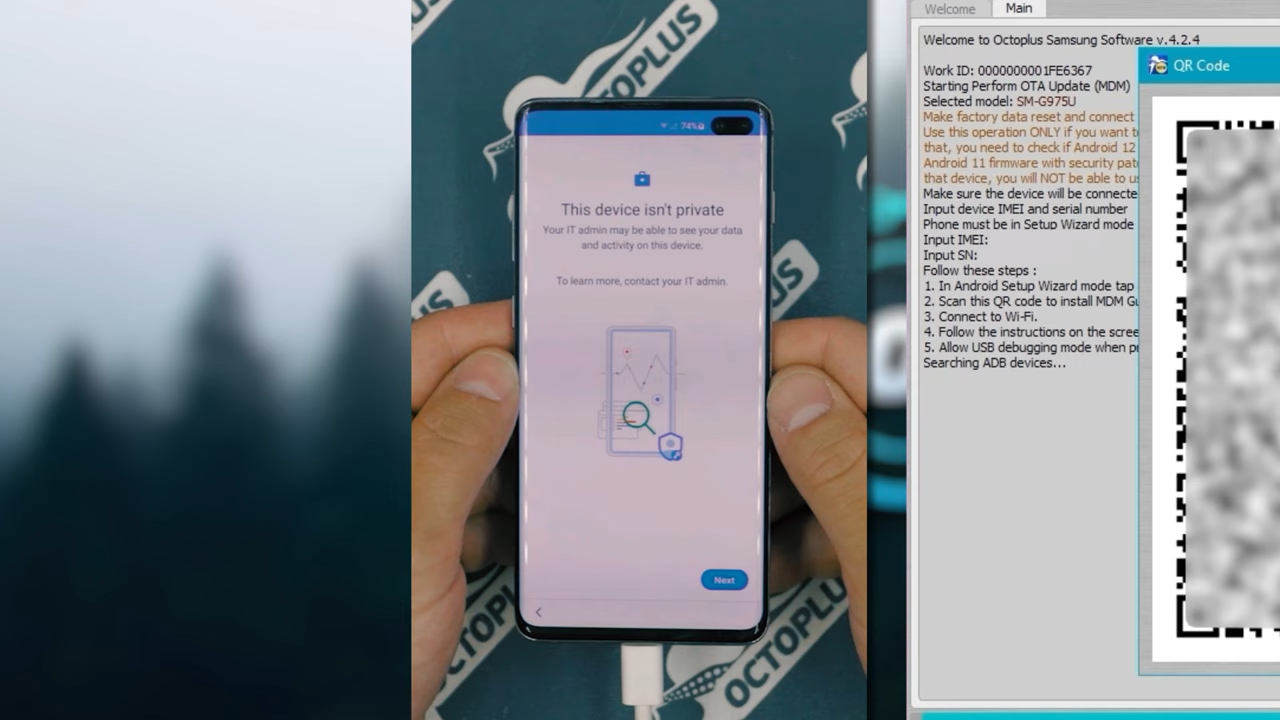 OCTOPLUS
74%
This device isn't private
Your IT admin may be able to see your data
and activity on this device.
To learn more, contact your IT admin.
Next
OCTOPLUS
Welcome
Main
Welcome to Octoplus Samsung Software v.4.2.4
Work ID: 000000001FE6367
Starting Perform OTA Update (MDM)
Selected model: SM-G975U
Make factory data reset and connect
Use this operation ONLY if you want
that, you need to check if Android 12
Android 11 firmware with security
that device, you will NOT be able to
Make sure the device will be
Input device IMEI and serial number
Phone must be in Setup Wizard mode
Input IMEI:
Input SN:
Follow these steps :
1. In Android Setup Wizard mode tap
2. Scan this QR code to install MDM
3. Connect to Wi-Fi.
4. Follow the instructions on the
5. Allow USB debugging mode when
Searching ADB devices...
QR Code